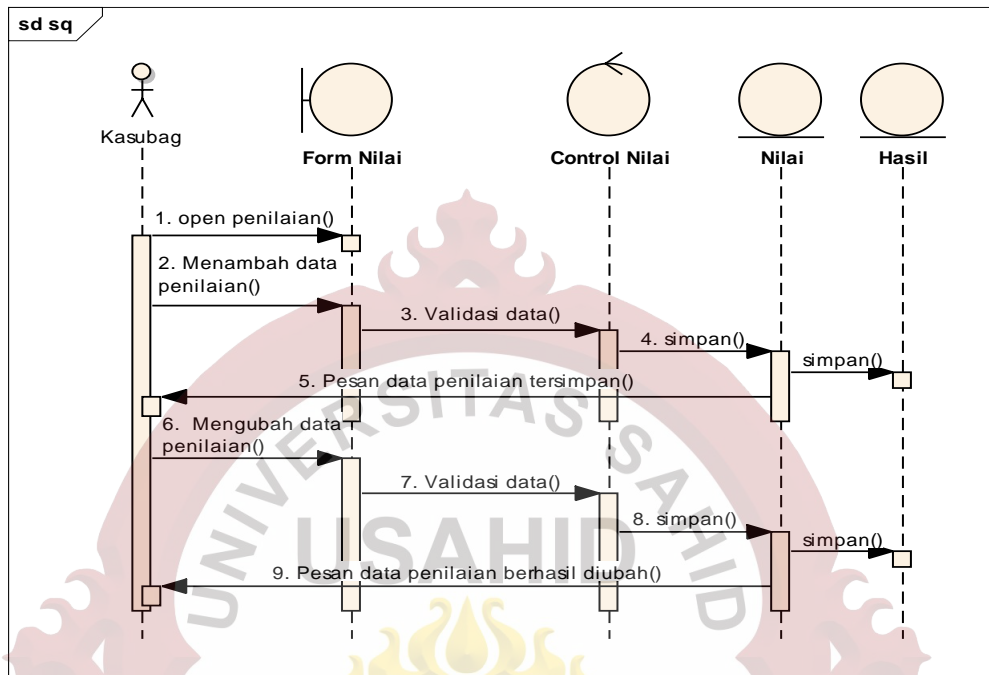 sd sq
Kasubag
Form Nilai
Control Nilai
Nilai
Hasil
1. open penilaian()
2. Menambah data
penilaian()
3. Validasi data()
4. simpan()
simpan()
5. Pesan data penilaian tersimpan()
6. Mengubah data
penilaian()
7. Validasi data()
8. simpan()
simpan()
9. Pesan data penilaian berhasil diubah()
UNIVERSITAS SAHID
USAHID